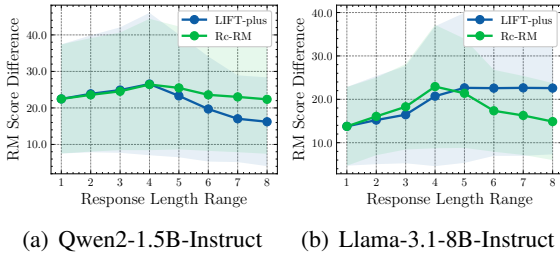 RM Score Difference
40.0
30.0
20.0
10.0
LIFT-plus
Rc-RM
1 2 3 4 5 6 7 8
Response Length Range
(a) Qwen2-1.5B-Instruct
RM Score Difference
40.0
30.0
20.0
10.0
LIFT-plus
Rc-RM
1 2 3 4 5 6 7 8
Response Length Range
(b) Llama-3.1-8B-Instruct